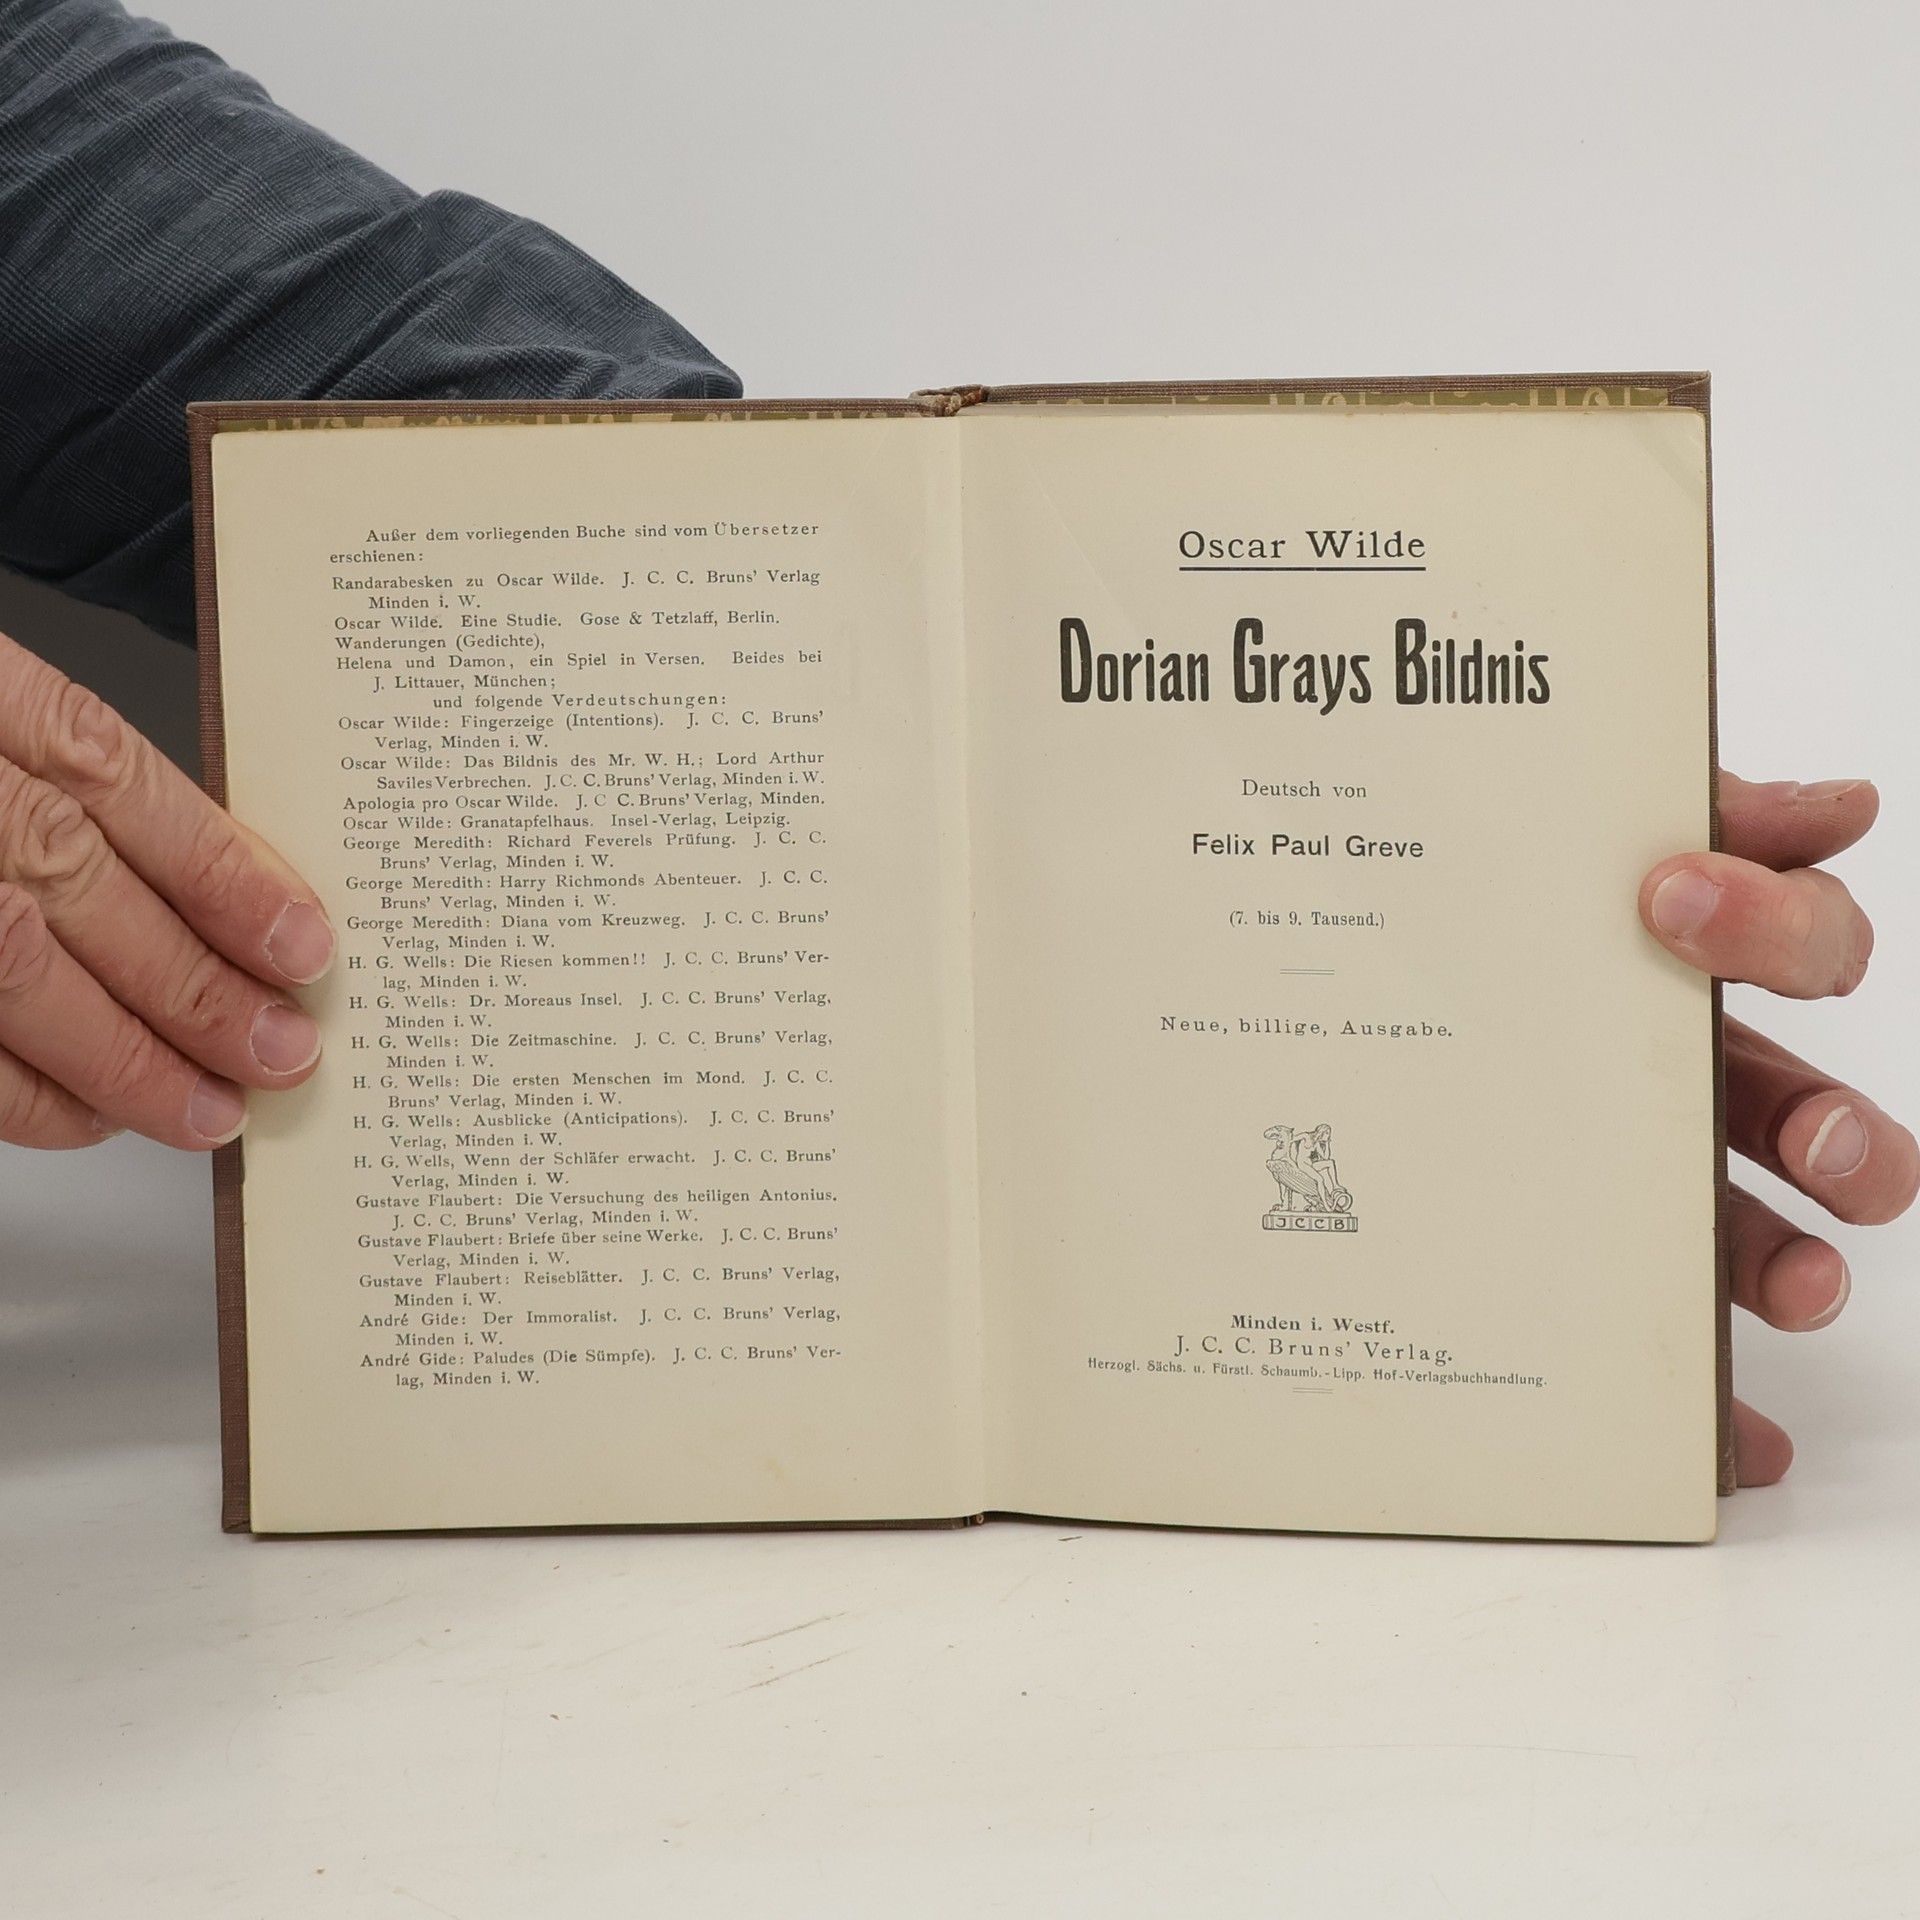 Außer dem vorliegenden Buche sind vom Übersetzer
erschienen:
Randarabesken zu Oscar Wilde. J. C. C. Bruns' Verlag
Minden i. W.
Oscar Wilde. Eine Studie. Gose & Tetzlaff, Berlin.
Wanderungen (Gedichte),
Helena und Damon, ein Spiel in Versen. Beides bei
J. Littauer, München;
und folgende Verdeutschungen:
Oscar Wilde: Fingerzeige (Intentions). J. C. C. Bruns'
Verlag, Minden i. W.
Oscar Wilde: Das Bildnis des Mr. W. H.; Lord Arthur
Saviles Verbrechen. J. C. C. Bruns' Verlag, Minden i. W.
Apologia pro Oscar Wilde. J. C C. Bruns' Verlag, Minden.
Oscar Wilde: Granatapfelhaus. Insel-Verlag, Leipzig.
George Meredith: Richard Feverels Prüfung. J. C. C.
Bruns' Verlag, Minden i. W.
George Meredith: Harry Richmonds Abenteuer. J. C. C.
Bruns' Verlag, Minden i. W.
George Meredith: Diana vom Kreuzweg. J. C. C. Bruns'
Verlag, Minden i. W.
H. G. Wells: Die Riesen kommen!! J. C. C. Bruns' Ver-
lag, Minden i. W.
H. G. Wells: Dr. Moreaus Insel. J. C. C. Bruns' Verlag,
Minden i. W.
H. G. Wells: Die Zeitmaschine. J. C. C. Bruns' Verlag,
Minden i. W.
H. G. Wells: Die ersten Menschen im Mond. J. C. C.
Bruns' Verlag, Minden i. W.
H. G. Wells: Ausblicke (Anticipations). J. C. C. Bruns'
Verlag, Minden i. W.
H. G. Wells, Wenn der Schläfer erwacht. J. C. C. Bruns'
Verlag, Minden i. W.
Gustave Flaubert: Die Versuchung des heiligen Antonius.
J. C. C. Bruns' Verlag, Minden i. W.
Gustave Flaubert: Briefe über seine Werke. J. C. C. Bruns'
Verlag, Minden i. W.
Gustave Flaubert: Reiseblätter. J. C. C. Bruns' Verlag,
Minden i. W.
André Gide: Der Immoralist. J. C. C. Bruns' Verlag,
Minden i. W.
André Gide: Paludes (Die Sümpfe). J. C. C. Bruns' Ver-
lag, Minden i. W.
Oscar Wilde
Dorian Grays Bildnis
Deutsch von
Felix Paul Greve
(7. bis 9. Tausend.)
Neue, billige, Ausgabe.
JCCB
Minden i. Westf.
J. C. C. Bruns' Verlag.
Herzogl. Sächs. u. Fürstl. Schaumb.-Lipp. Hof-Verlagsbuchhandlung.